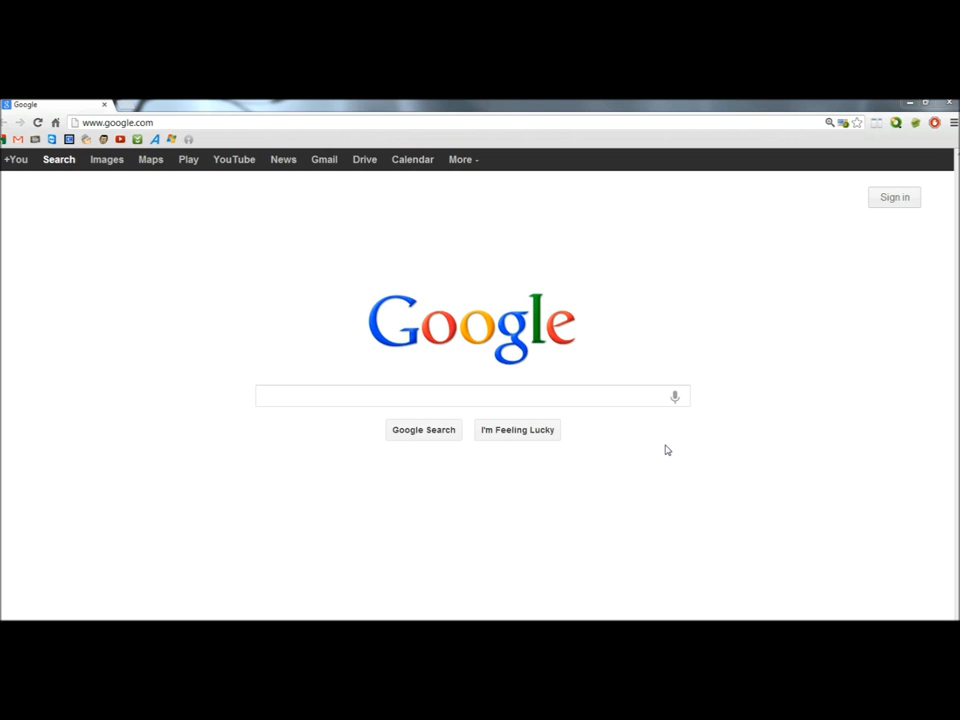 Google
www.google.com
+You Search Images Maps Play YouTube News Gmail Drive Calendar More
Sign in
Google
Google Search I'm Feeling Lucky